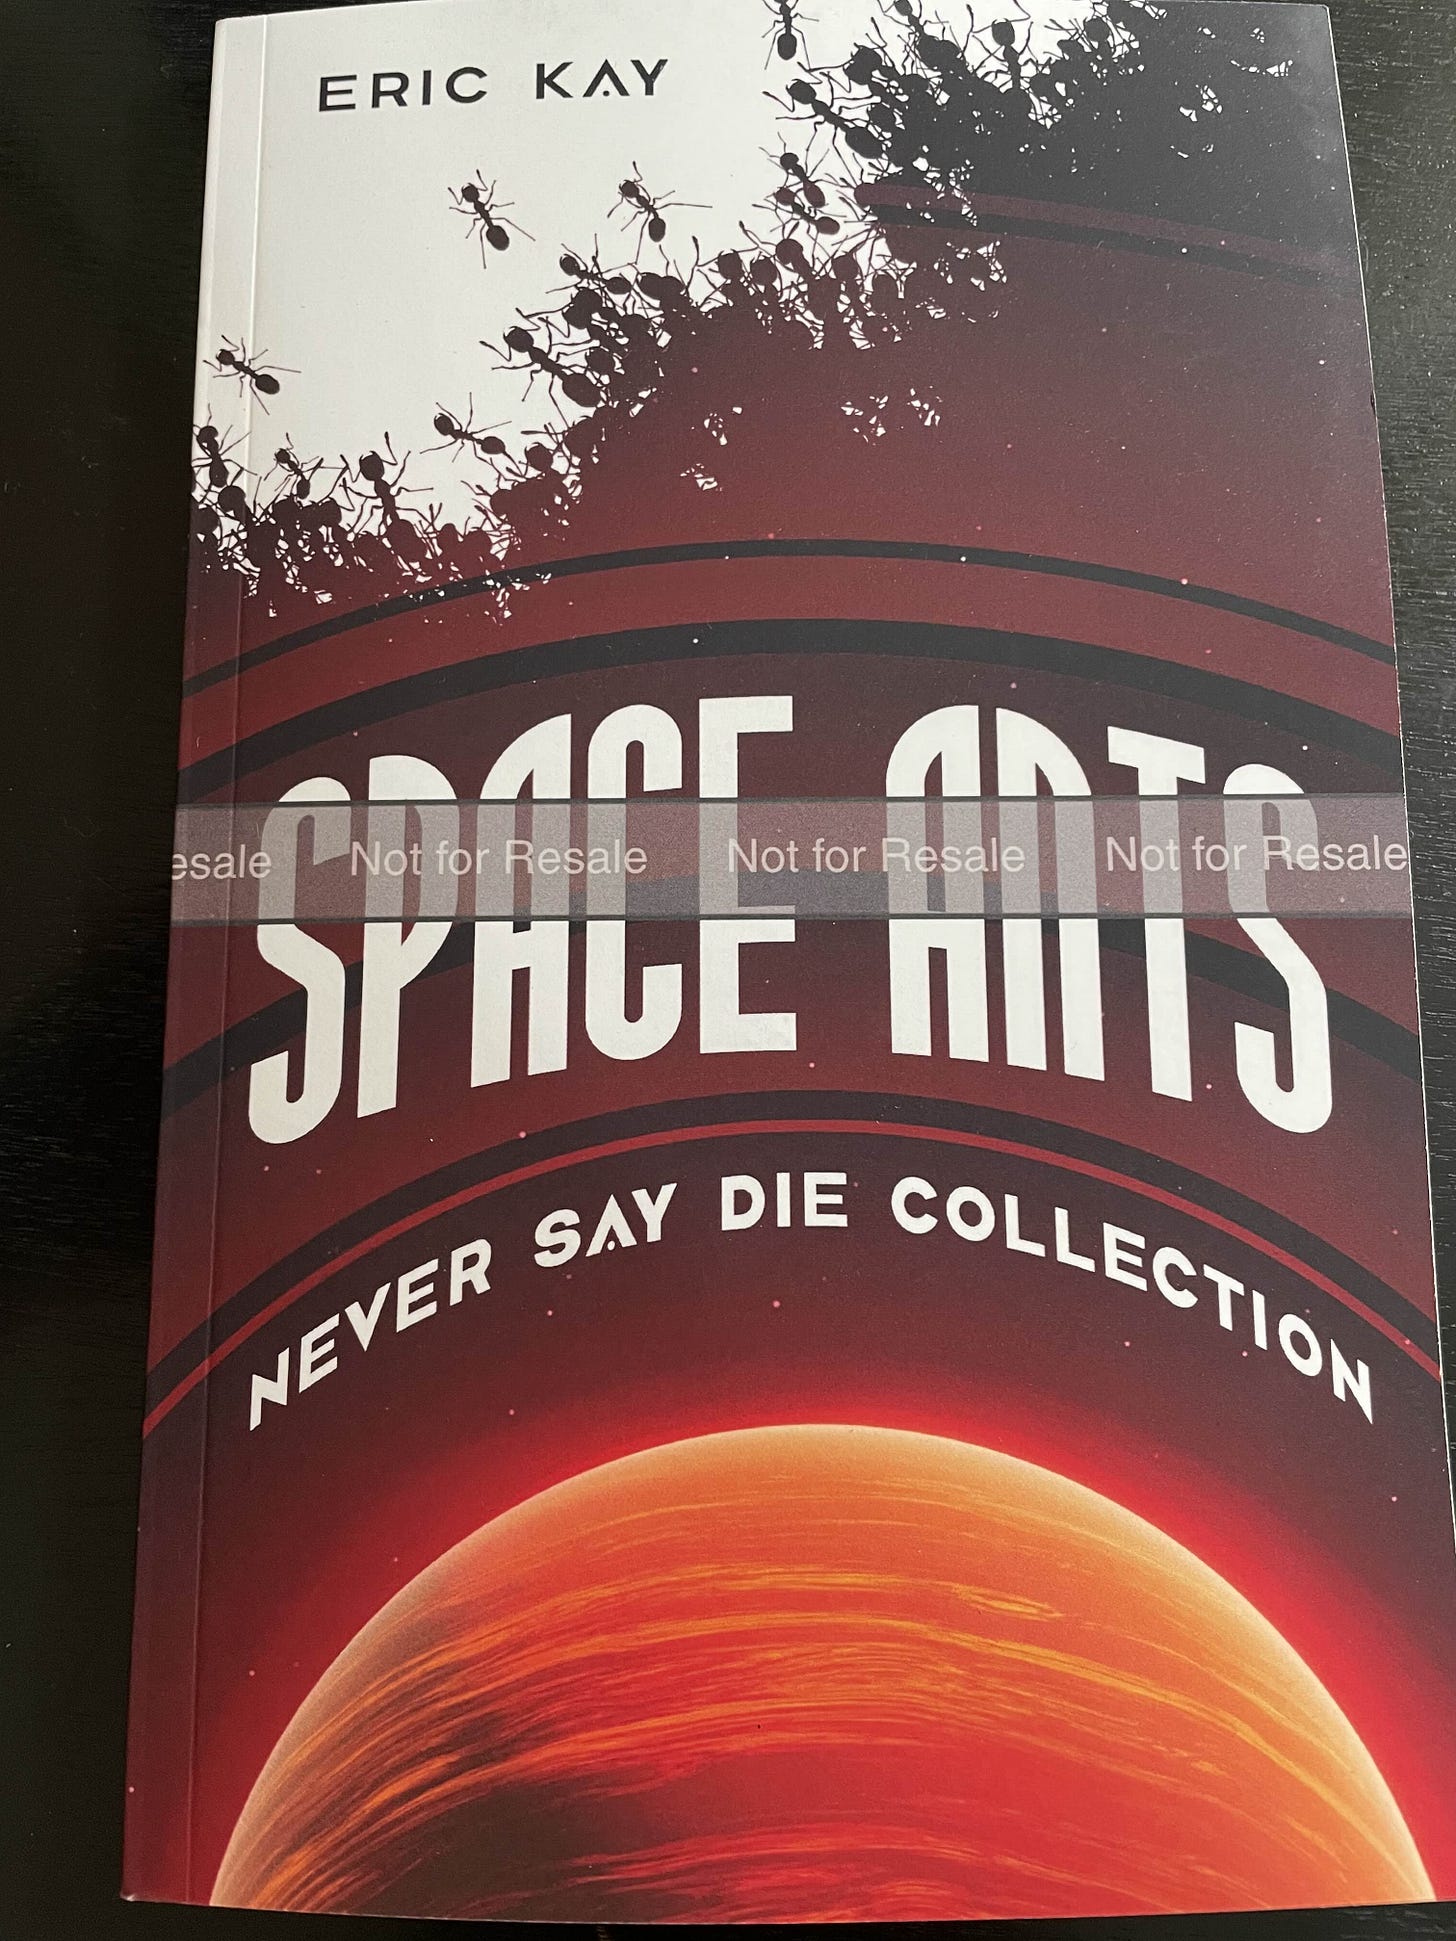 ERIC KAY
SPACE ANTS
esale Not for Resale Not for Resale Not for Resale
NEVER SAY DIE COLLECTION